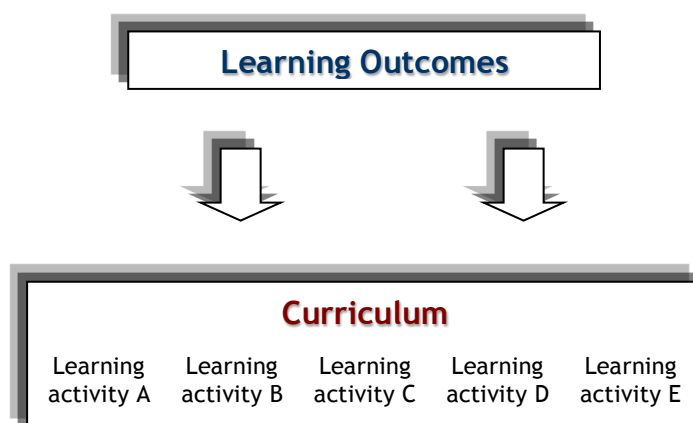 Learning Outcomes
Curriculum
Learning Learning Learning Learning Learning
activity A activity B activity C activity D activity E